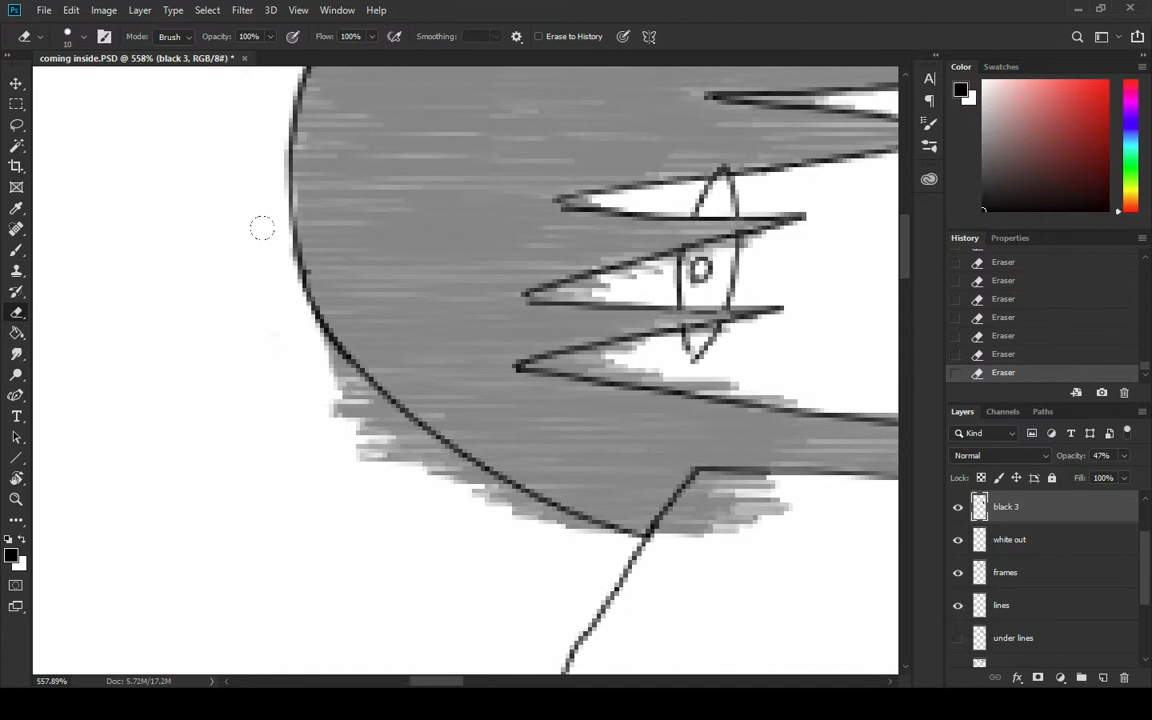 Ps File Edit Image Layer Type Select Filter 3D View Window Help
10 Mode: Brush Opacity: 100% Flow: 100% Smoothing: Erase to History
coming inside.PSD @ 558% (black 3, RGB/8#) * ×
Color Swatches
D
History Properties
Eraser
Eraser
Eraser
Eraser
Eraser
Eraser
Eraser
Layers Channels Paths
Kind
Normal Opacity: 47%
Lock: Fill: 100%
black 3
white out
frames
lines
under lines
557.89% Doc: 5.72M/17.2M
fx